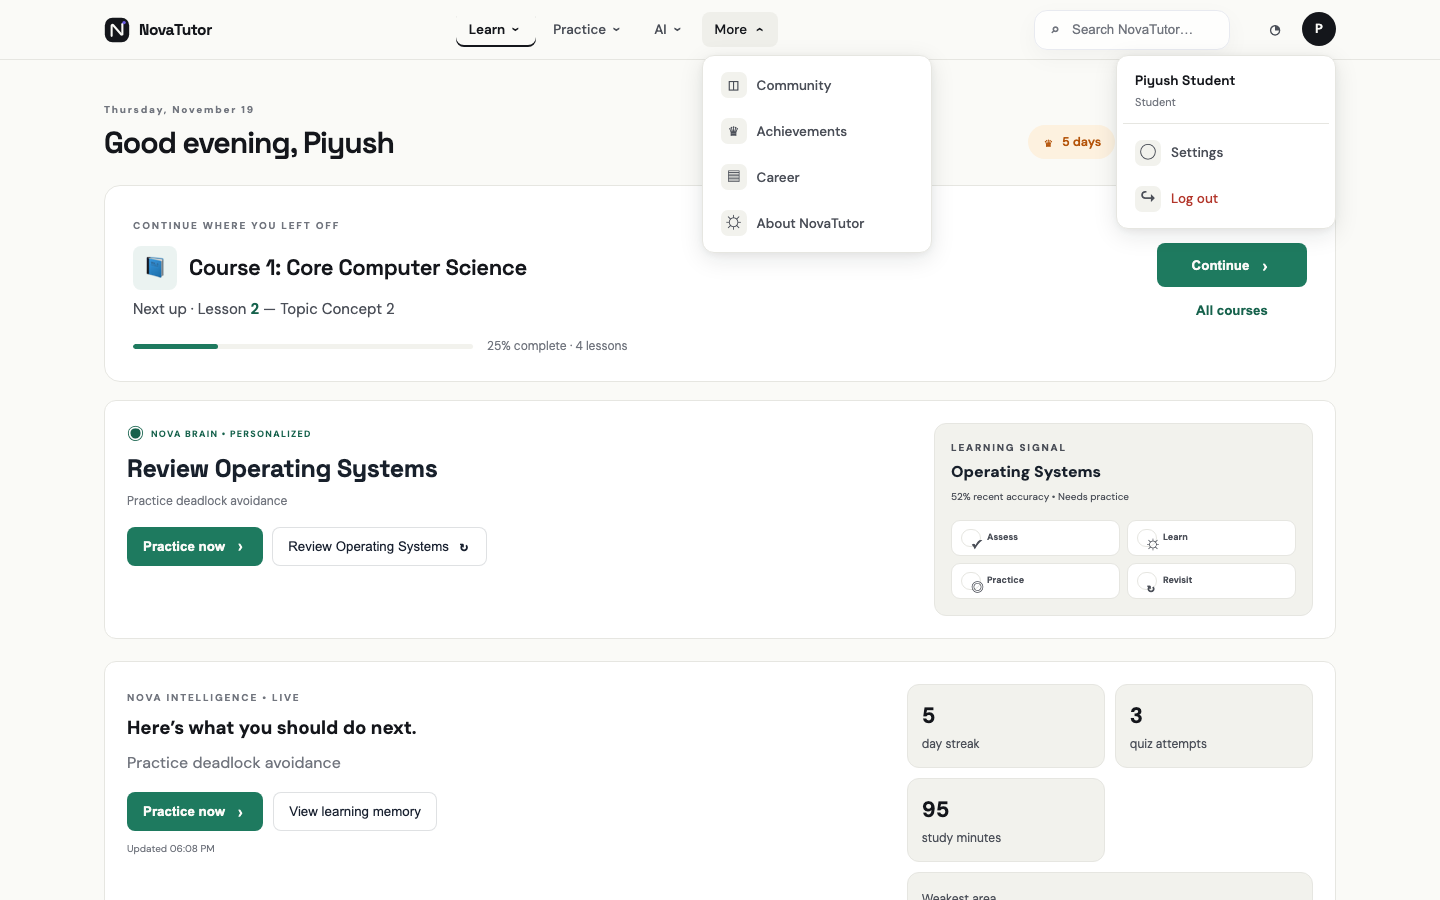 NovaTutor
Learn
Practice
AI
More
Search NovaTutor...
P
Community
Achievements
Career
About NovaTutor
Piyush Student
Student
Settings
Log out
Thursday, November 19
Good evening, Piyush
5 days
CONTINUE WHERE YOU LEFT OFF
Course 1: Core Computer Science
Next up · Lesson 2 — Topic Concept 2
25% complete · 4 lessons
Continue ›
All courses
NOVA BRAIN • PERSONALIZED
Review Operating Systems
Practice deadlock avoidance
Practice now ›
Review Operating Systems ↻
LEARNING SIGNAL
Operating Systems
52% recent accuracy • Needs practice
Assess
Learn
Practice
Revisit
NOVA INTELLIGENCE • LIVE
Here’s what you should do next.
Practice deadlock avoidance
Practice now ›
View learning memory
Updated 06:08 PM
5
day streak
3
quiz attempts
95
study minutes
Weakest area